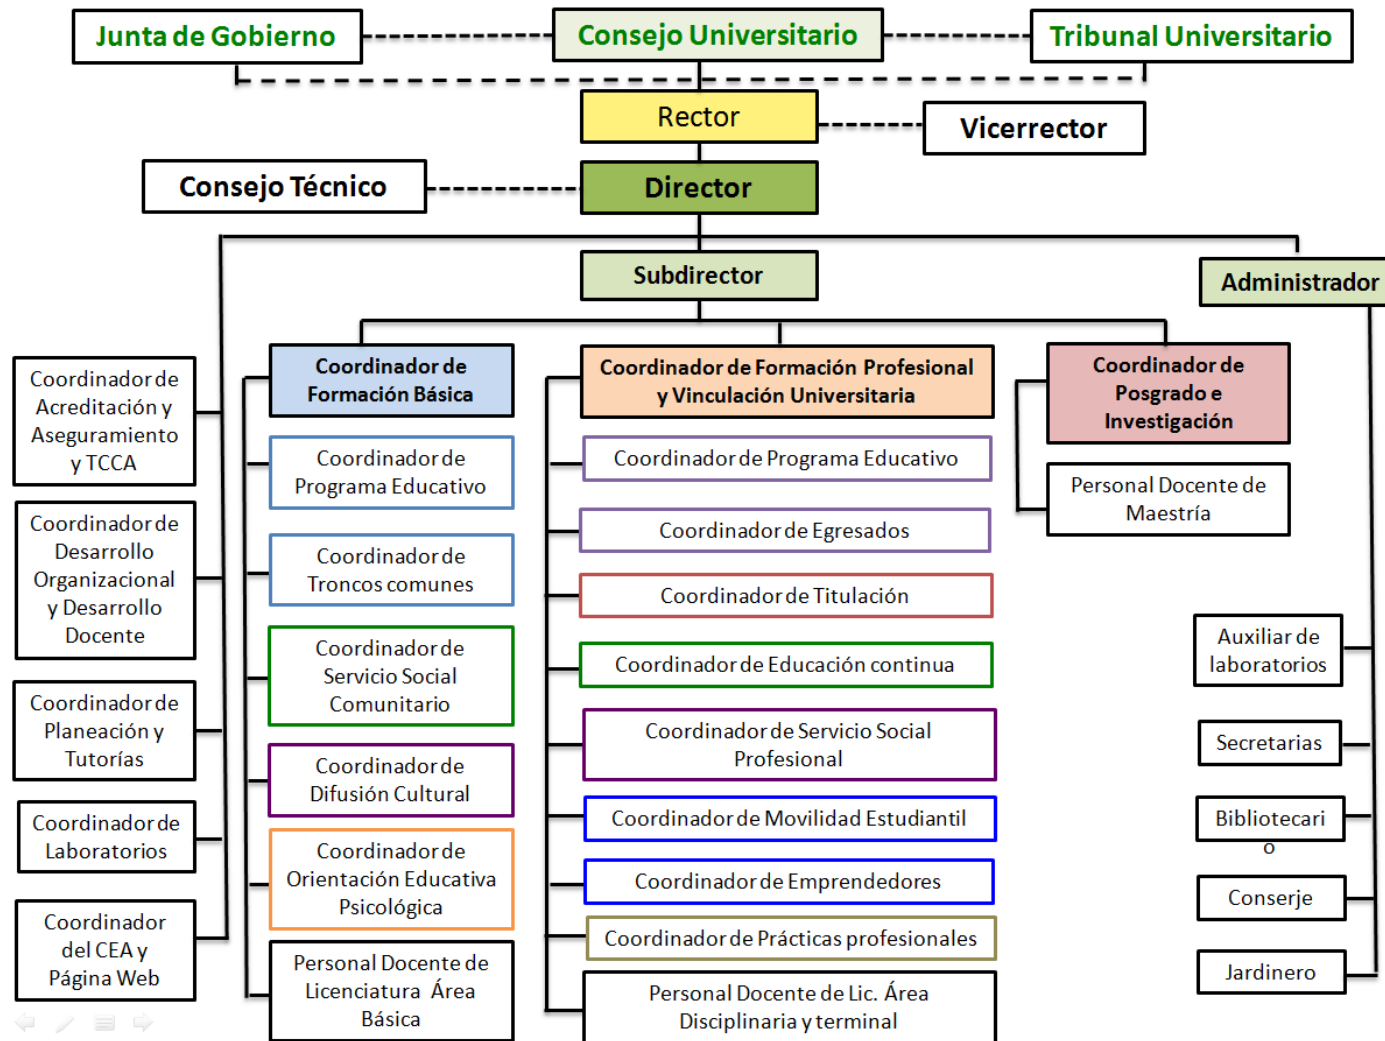 Junta de Gobierno
Consejo Universitario
Tribunal Universitario
Rector
Vicerrector
Consejo Técnico
Director
Subdirector
Administrador
Coordinador de
Acreditación y
Aseguramiento
y TCCA
Coordinador de
Desarrollo
Organizacional
y Desarrollo
Docente
Coordinador de
Planeación y
Tutorías
Coordinador de
Laboratorios
Coordinador
del CEA y
Página Web
Coordinador de
Formación Básica
Coordinador de
Programa Educativo
Coordinador de
Troncos comunes
Coordinador de
Servicio Social
Comunitario
Coordinador de
Difusión Cultural
Coordinador de
Orientación Educativa
Psicológica
Personal Docente de
Licenciatura Área
Básica
Coordinador de Formación Profesional
y Vinculación Universitaria
Coordinador de Programa Educativo
Coordinador de Egresados
Coordinador de Titulación
Coordinador de Educación continua
Coordinador de Servicio Social
Profesional
Coordinador de Movilidad Estudiantil
Coordinador de Emprendedores
Coordinador de Prácticas profesionales
Personal Docente de Lic. Área
Disciplinaria y terminal
Coordinador de
Posgrado e
Investigación
Personal Docente de
Maestría
Auxiliar de
laboratorios
Secretarias
Bibliotecari
o
Conserje
Jardinero